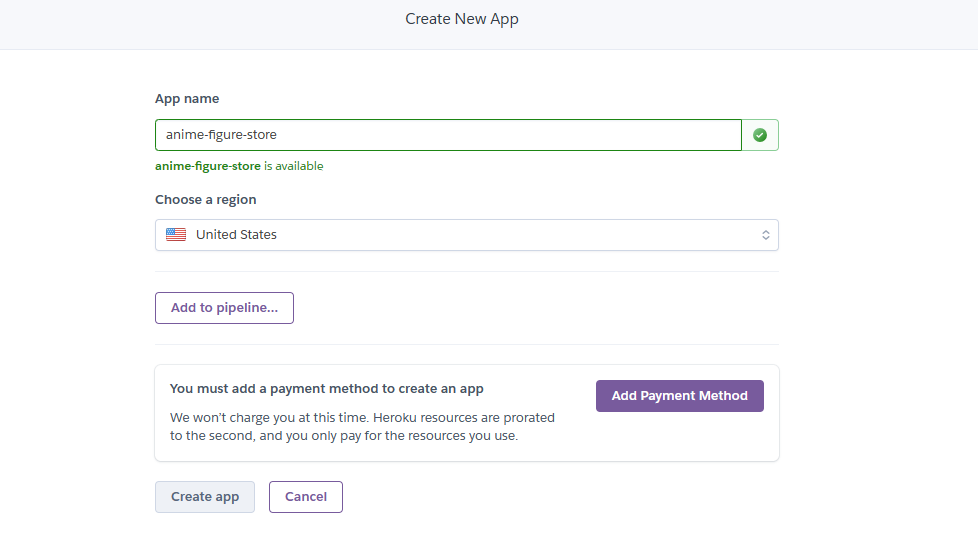 Create New App
App name
anime-figure-store
anime-figure-store is available
Choose a region
United States
Add to pipeline...
You must add a payment method to create an app
Add Payment Method
We won't charge you at this time. Heroku resources are prorated
to the second, and you only pay for the resources you use.
Create app
Cancel